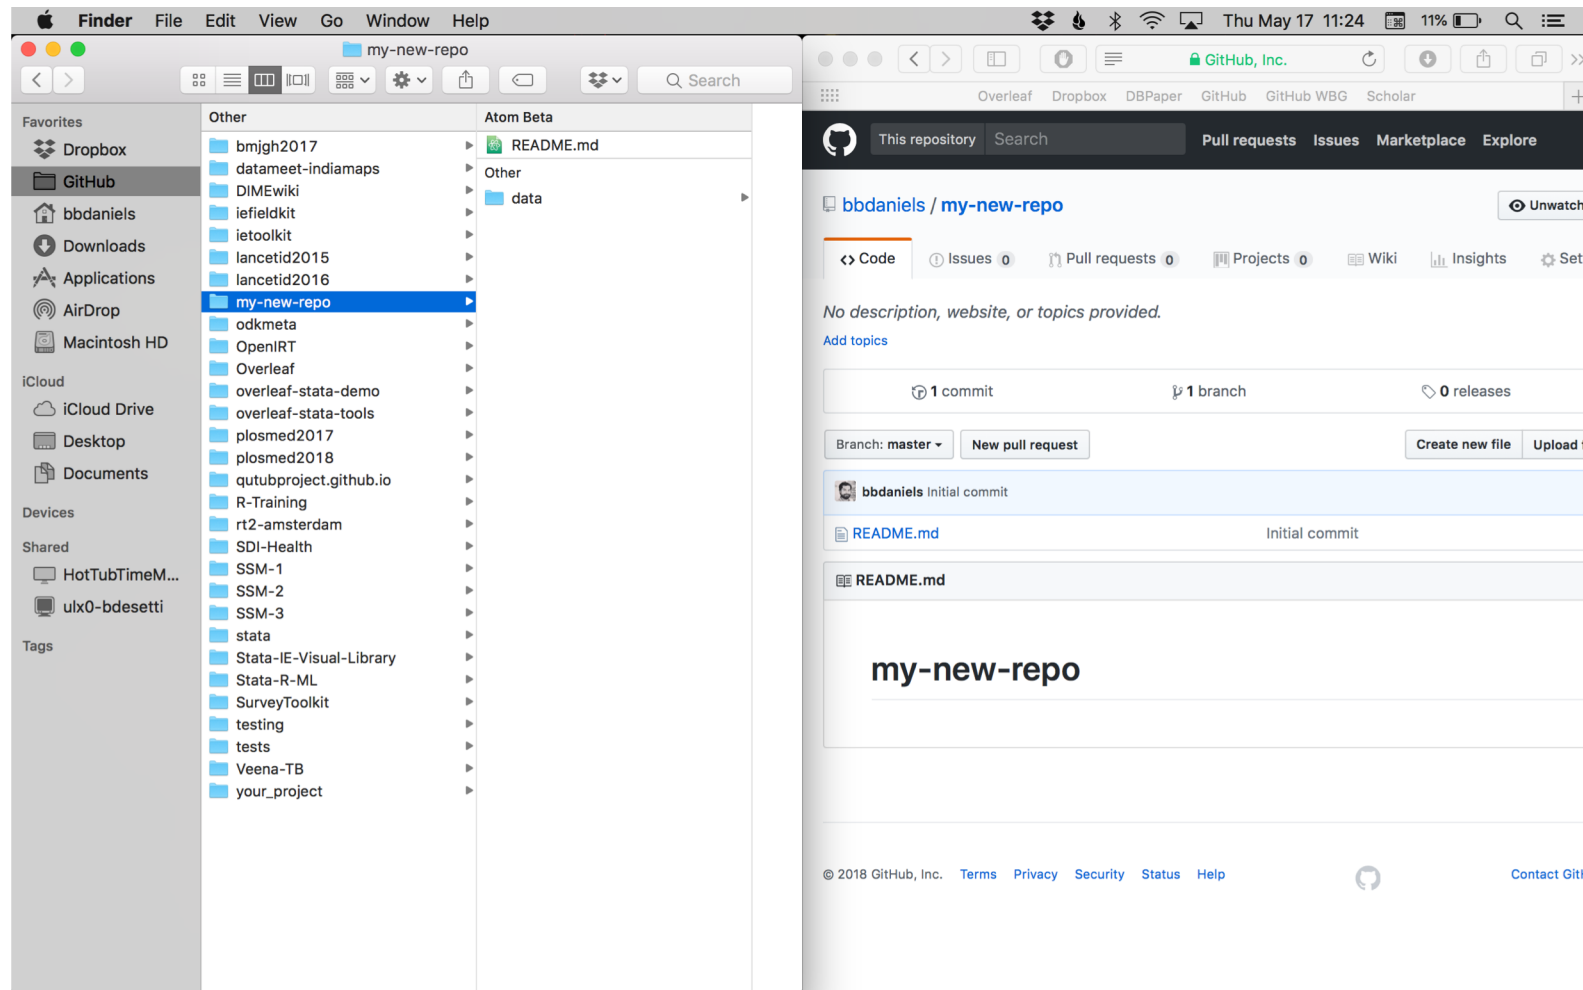 Finder File Edit View Go Window Help Thu May 17 11:24 11%
my-new-repo
Search
Favorites
Dropbox
GitHub
bbdaniels
Downloads
Applications
AirDrop
Macintosh HD
iCloud
iCloud Drive
Desktop
Documents
Devices
Shared
HotTubTimeM...
ulx0-bdesetti
Tags
Other
bmjgh2017
datameet-indiamaps
DIMEwiki
iefieldkit
ietoolkit
lancetid2015
lancetid2016
my-new-repo
odkmeta
OpenIRT
Overleaf
overleaf-stata-demo
overleaf-stata-tools
plosmed2017
plosmed2018
qutubproject.github.io
R-Training
rt2-amsterdam
SDI-Health
SSM-1
SSM-2
SSM-3
stata
Stata-IE-Visual-Library
Stata-R-ML
SurveyToolkit
testing
tests
Veena-TB
your_project
Atom Beta
README.md
Other
data
GitHub, Inc.
Overleaf Dropbox DBPaper GitHub GitHub WBG Scholar
This repository Search Pull requests Issues Marketplace Explore
bbdaniels / my-new-repo Unwatch
<> Code Issues 0 Pull requests 0 Projects 0 Wiki Insights Set
No description, website, or topics provided.
Add topics
1 commit 1 branch 0 releases
Branch: master New pull request Create new file Upload
bbdaniels Initial commit
README.md Initial commit
README.md
my-new-repo
© 2018 GitHub, Inc. Terms Privacy Security Status Help Contact Git